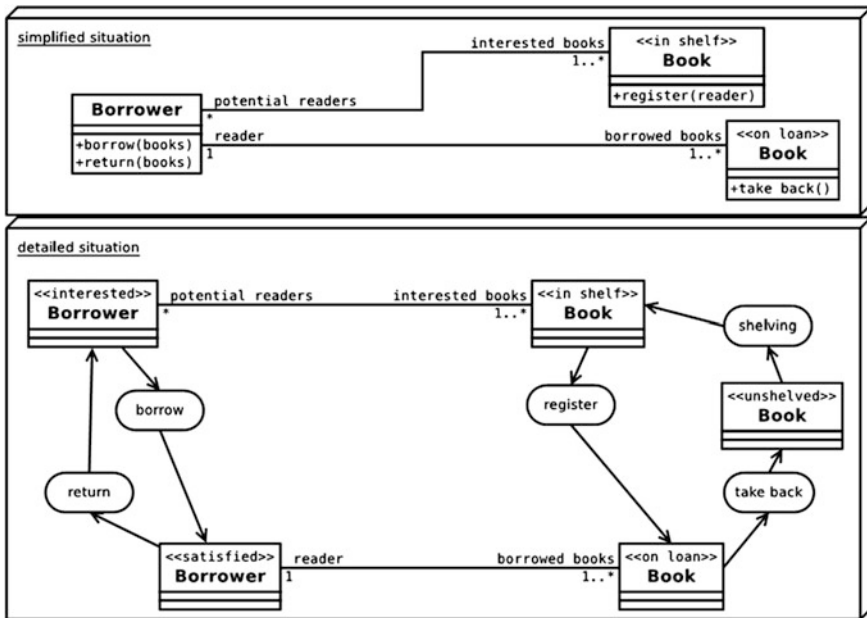 simplified situation
interested books
1..*
<<in shelf>>
Book
+register(reader)
Borrower
+borrow(books)
+return(books)
potential readers
*
reader
1
borrowed books
1..*
<<on loan>>
Book
+take back()
detailed situation
<<interested>>
Borrower
potential readers
*
interested books
1..*
<<in shelf>>
Book
shelving
borrow
register
<<unshelved>>
Book
return
take back
<<satisfied>>
Borrower
reader
1
borrowed books
1..*
<<on loan>>
Book